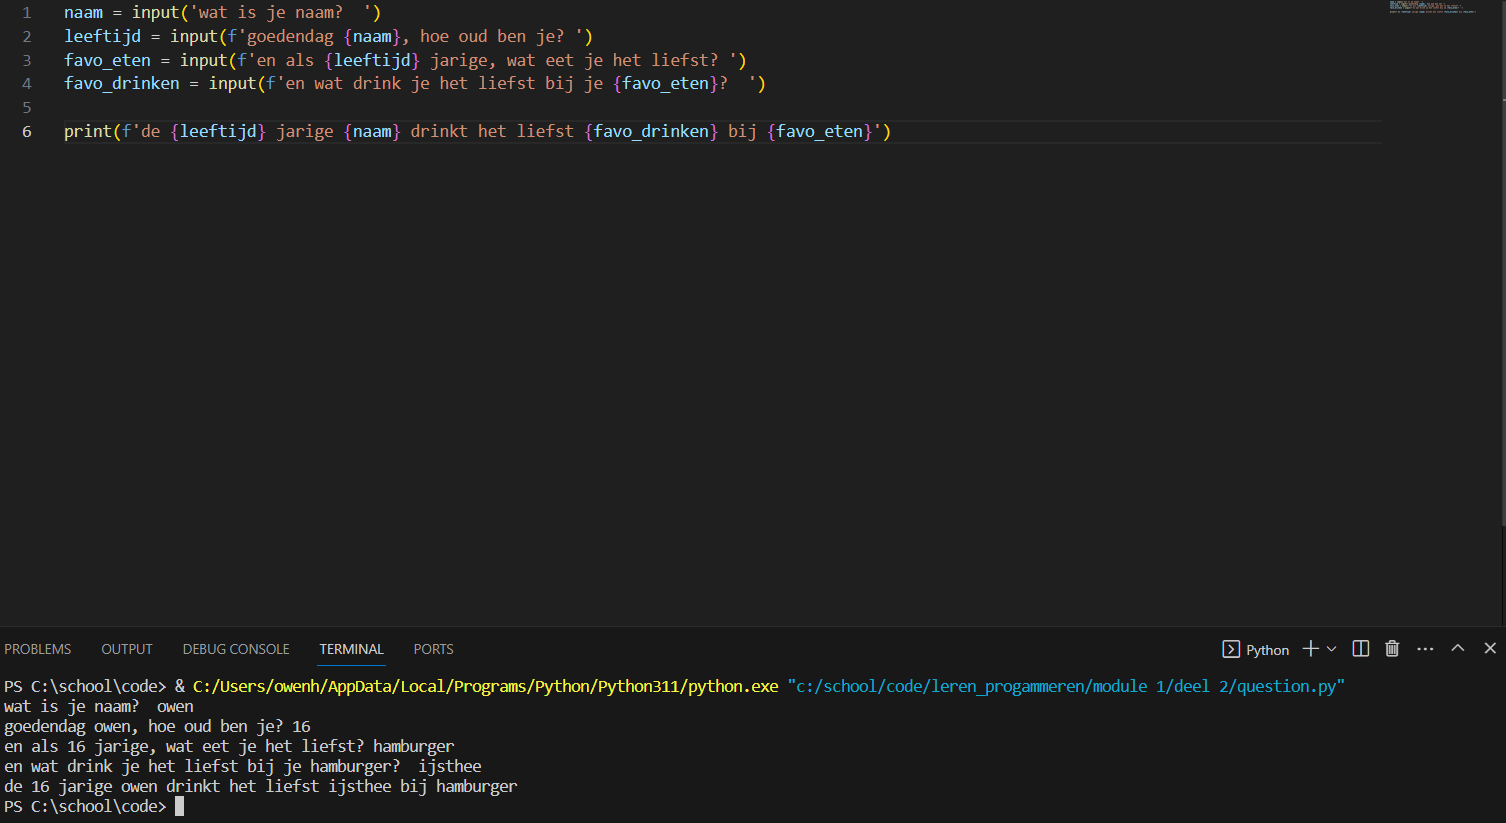 1 naam = input('wat is je naam?  ')
2 leeftijd = input(f'goedendag {naam}, hoe oud ben je? ')
3 favo_eten = input(f'en als {leeftijd} jarige, wat eet je het liefst? ')
4 favo_drinken = input(f'en wat drink je het liefst bij je {favo_eten}?  ')
5
6 print(f'de {leeftijd} jarige {naam} drinkt het liefst {favo_drinken} bij {favo_eten}')
PROBLEMS OUTPUT DEBUG CONSOLE TERMINAL PORTS Python
PS C:\school\code> & C:/Users/owenh/AppData/Local/Programs/Python/Python311/python.exe "c:/school/code/leren_progammeren/module 1/deel 2/question.py"
wat is je naam?  owen
goedendag owen, hoe oud ben je? 16
en als 16 jarige, wat eet je het liefst? hamburger
en wat drink je het liefst bij je hamburger?  ijsthee
de 16 jarige owen drinkt het liefst ijsthee bij hamburger
PS C:\school\code>